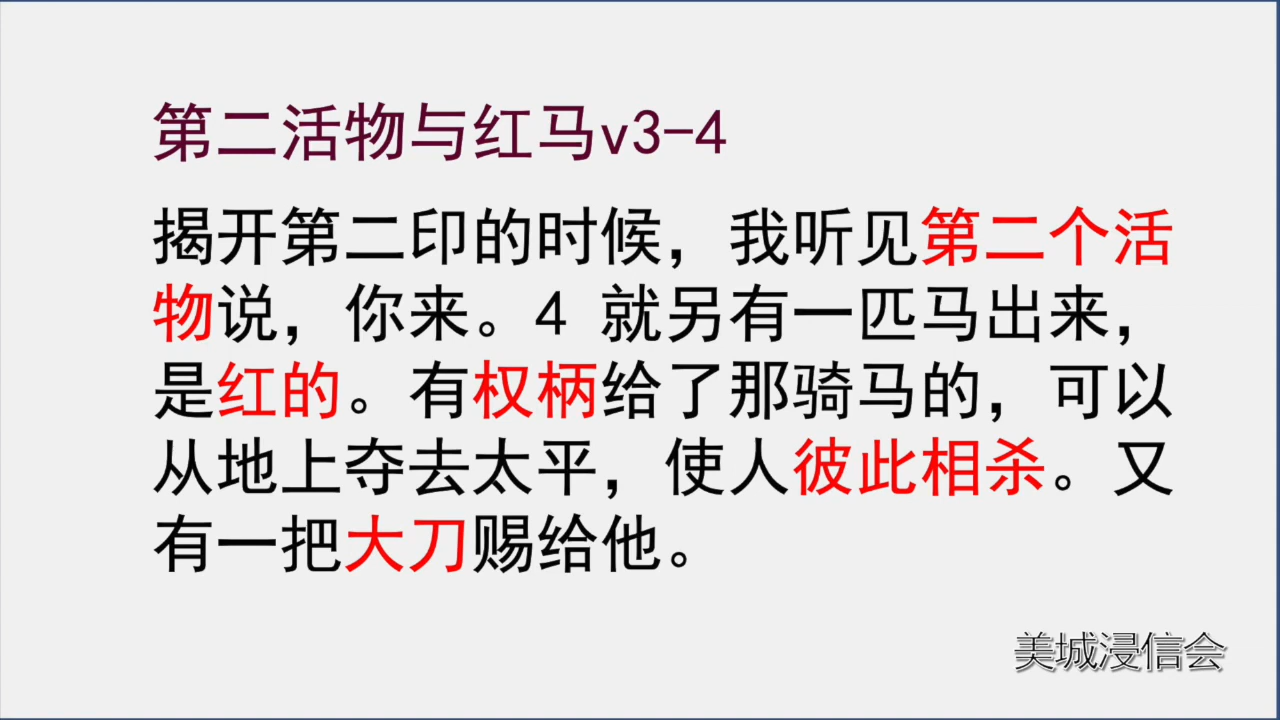 第二活物与红马v3-4
揭开第二印的时候，我听见第二个活
物说，你来。4 就另有一匹马出来，
是红的。有权柄给了那骑马的，可以
从地上夺去太平，使人彼此相杀。又
有一把大刀赐给他。
美城浸信会